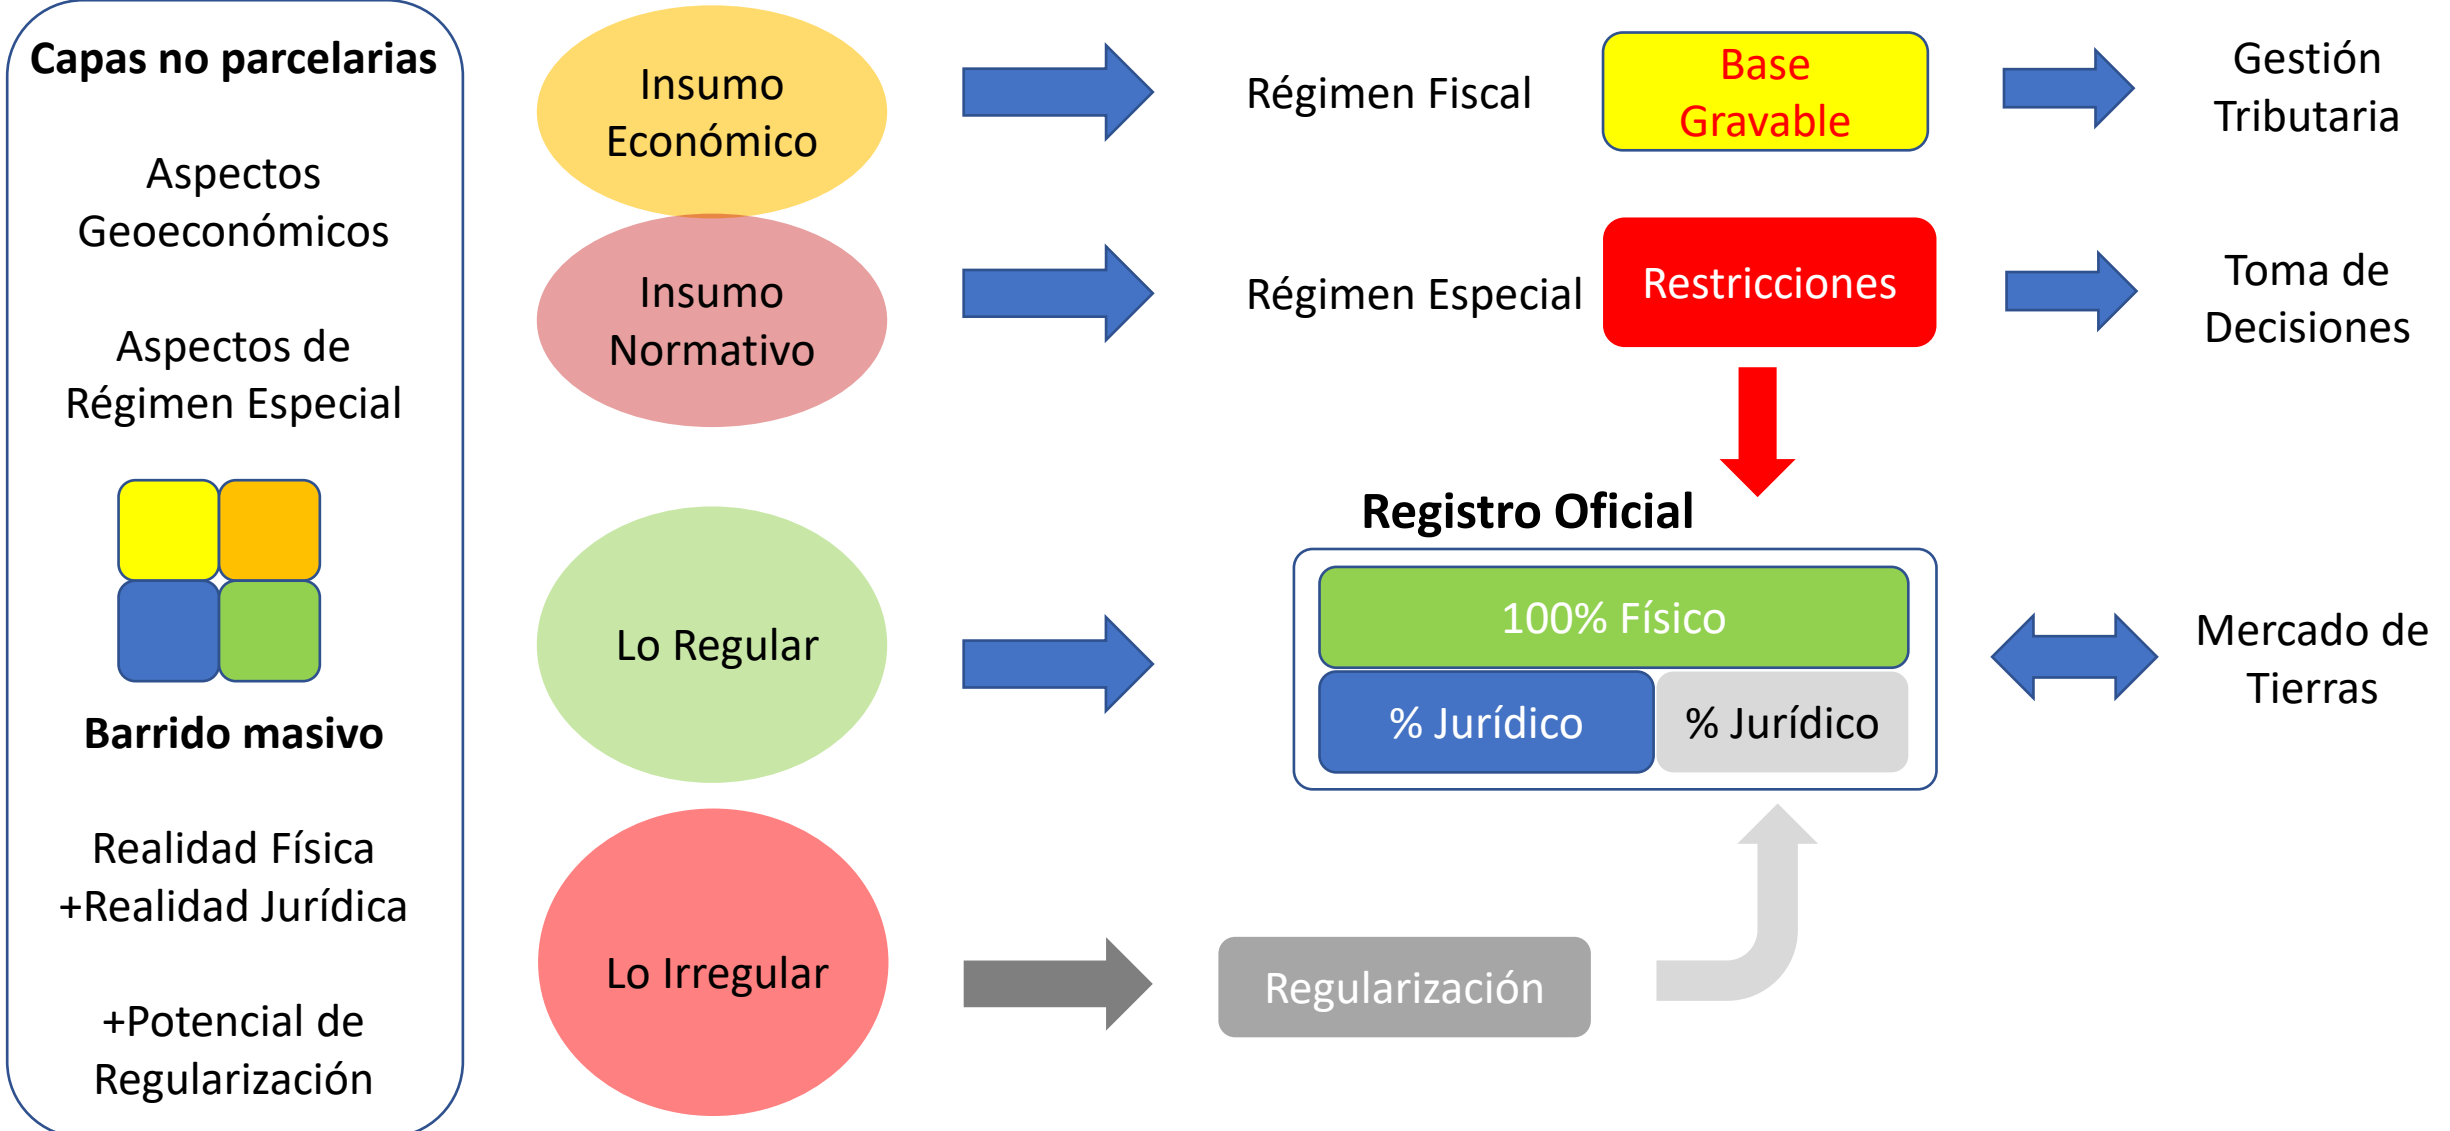 Capas no parcelarias
Aspectos
Geoeconómicos
Aspectos de
Régimen Especial
Barrido masivo
Realidad Física
+Realidad Jurídica
+Potencial de
Regularización
Insumo
Económico
Régimen Fiscal
Base
Gravable
Gestión
Tributaria
Insumo
Normativo
Régimen Especial
Restricciones
Toma de
Decisiones
Lo Regular
Registro Oficial
100% Físico
% Jurídico
% Jurídico
Mercado de
Tierras
Lo Irregular
Regularización